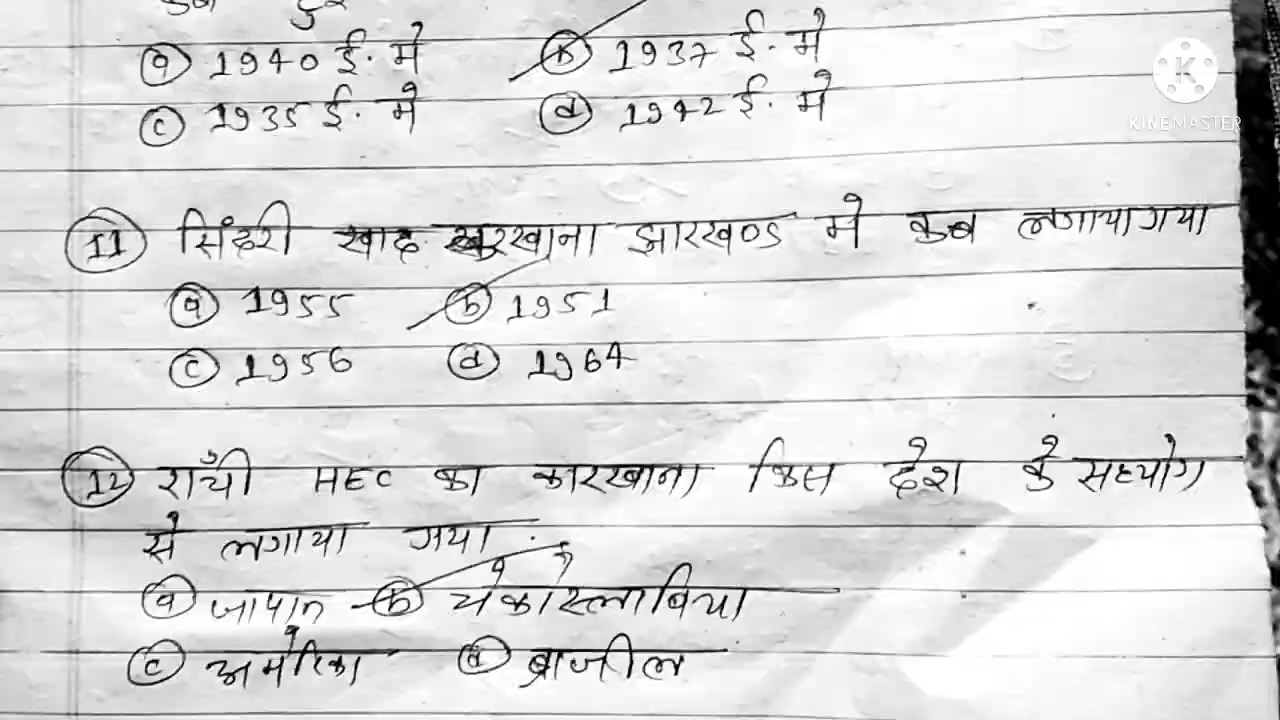 ⓐ 1940 ई. मे ⓑ 1937 ई. मे
ⓒ 1935 ई. मे ⓓ 1942 ई. मे
K
KINEMASTER
11 सिंदरी खाद खरखाना झारखण्ड मे कब लगाया गया
ⓐ 1955 ⓑ 1951
ⓒ 1956 ⓓ 1964
12 राँची HEC का कारखाना किस देश के सहयोग
से लगाया गया.
ⓐ जापान ⓑ चेकोस्लाविया
ⓒ अमेरिका ⓓ ब्राजील